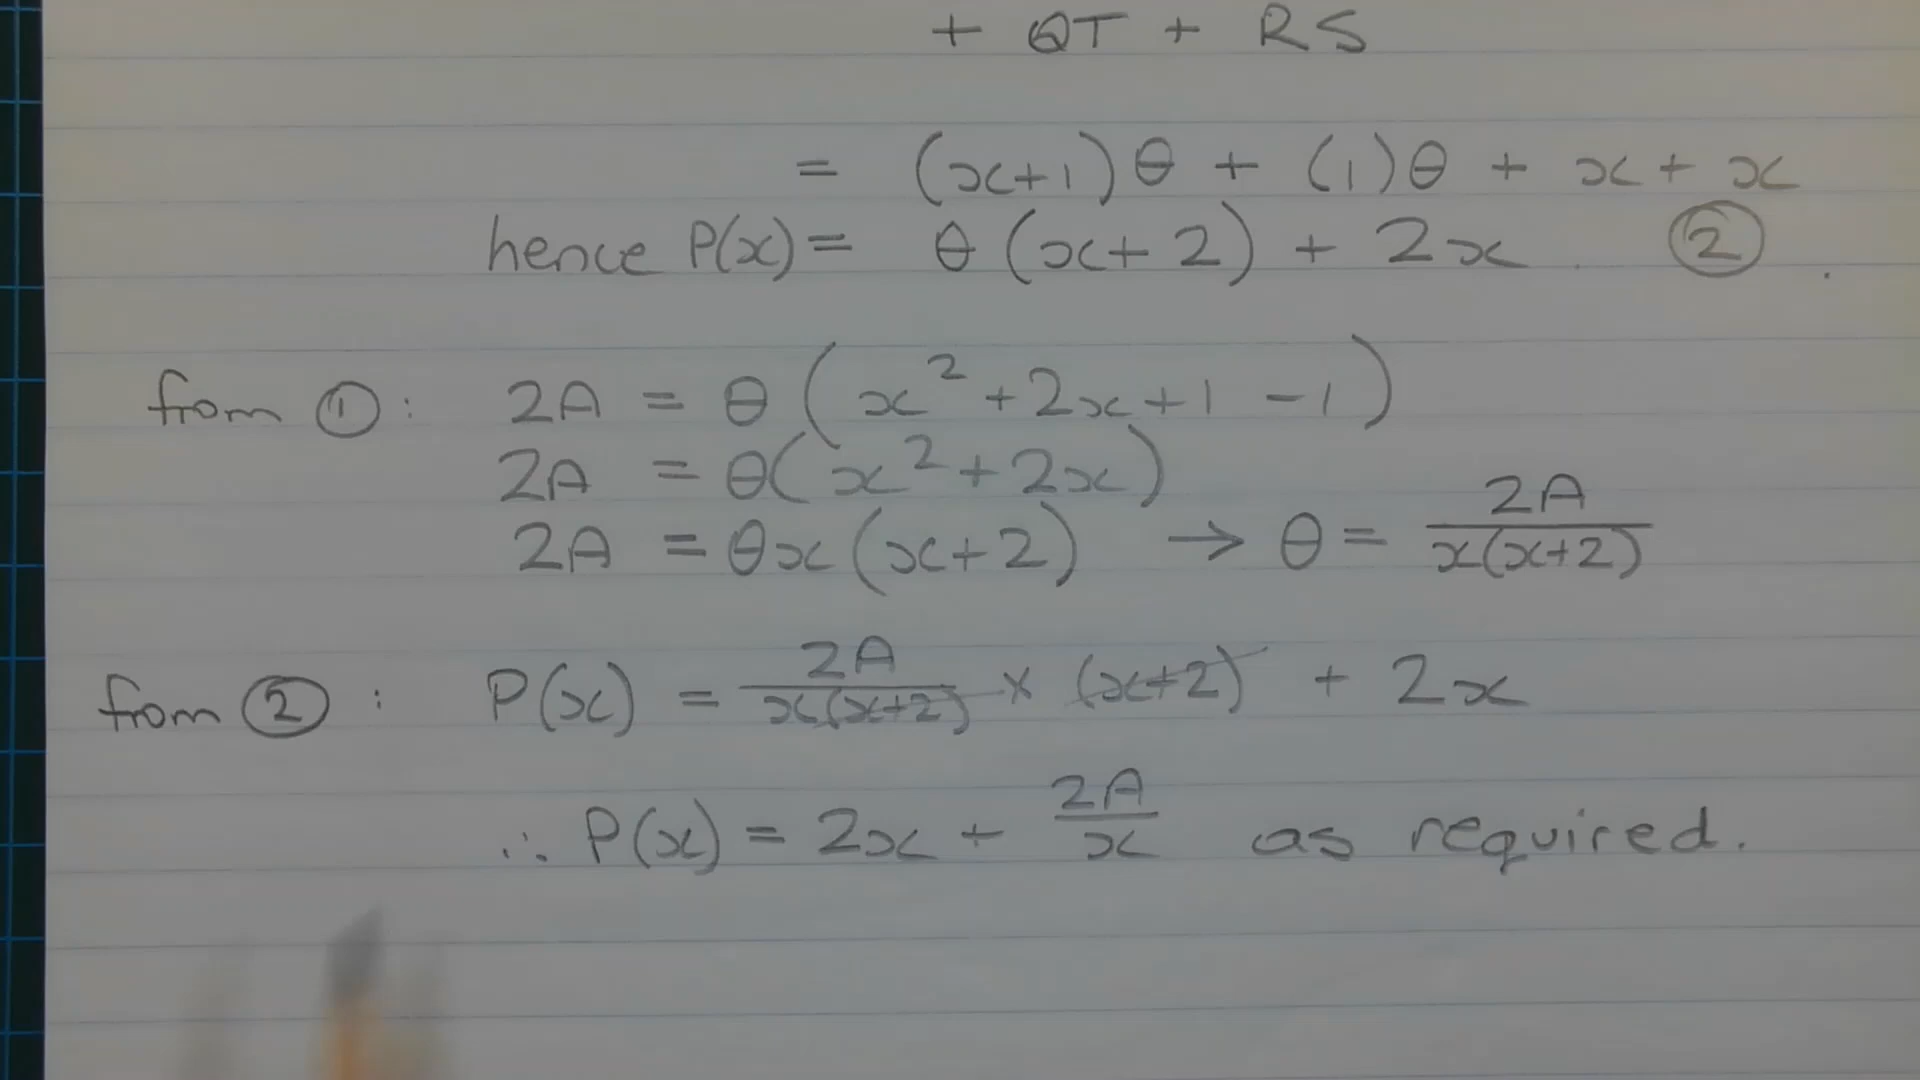 + QT + RS
= (x+1)θ + (1)θ + x + x
hence P(x) = θ(x+2) + 2x ②
from ①: 2A = θ(x²+2x+1 -1)
2A = θ(x²+2x)
2A = θx(x+2) → θ = 2A/x(x+2)
from ②: P(x) = 2A/x(x+2) × (x+2) + 2x
∴ P(x) = 2x + 2A/x as required.